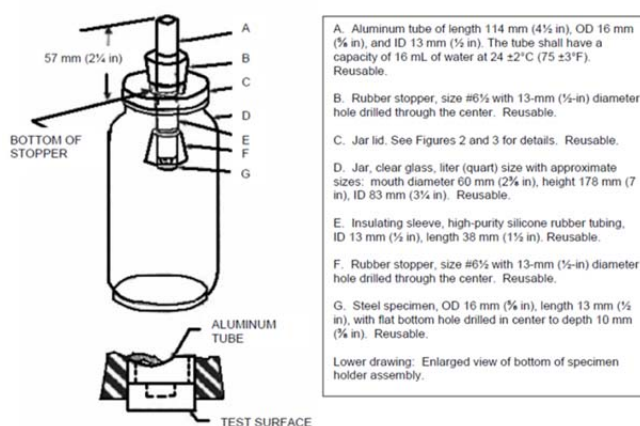 57 mm (2¼ in)
A
B
C
D
E
F
G
BOTTOM OF
STOPPER
ALUMINUM
TUBE
TEST SURFACE
A. Aluminum tube of length 114 mm (4½ in), OD 16 mm
(⅝ in), and ID 13 mm (½ in). The tube shall have a
capacity of 16 mL of water at 24 ±2°C (75 ±3°F).
Reusable.
B. Rubber stopper, size #6½ with 13-mm (½-in) diameter
hole drilled through the center. Reusable.
C. Jar lid. See Figures 2 and 3 for details. Reusable.
D. Jar, clear glass, liter (quart) size with approximate
sizes: mouth diameter 60 mm (2⅜ in), height 178 mm (7
in), ID 83 mm (3¼ in). Reusable.
E. Insulating sleeve, high-purity silicone rubber tubing,
ID 13 mm (½ in), length 38 mm (1½ in). Reusable.
F. Rubber stopper, size #6½ with 13-mm (½-in) diameter
hole drilled through the center. Reusable.
G. Steel specimen, OD 16 mm (⅝ in), length 13 mm (½
in), with flat bottom hole drilled in center to depth 10 mm
(⅜ in). Reusable.
Lower drawing: Enlarged view of bottom of specimen
holder assembly.